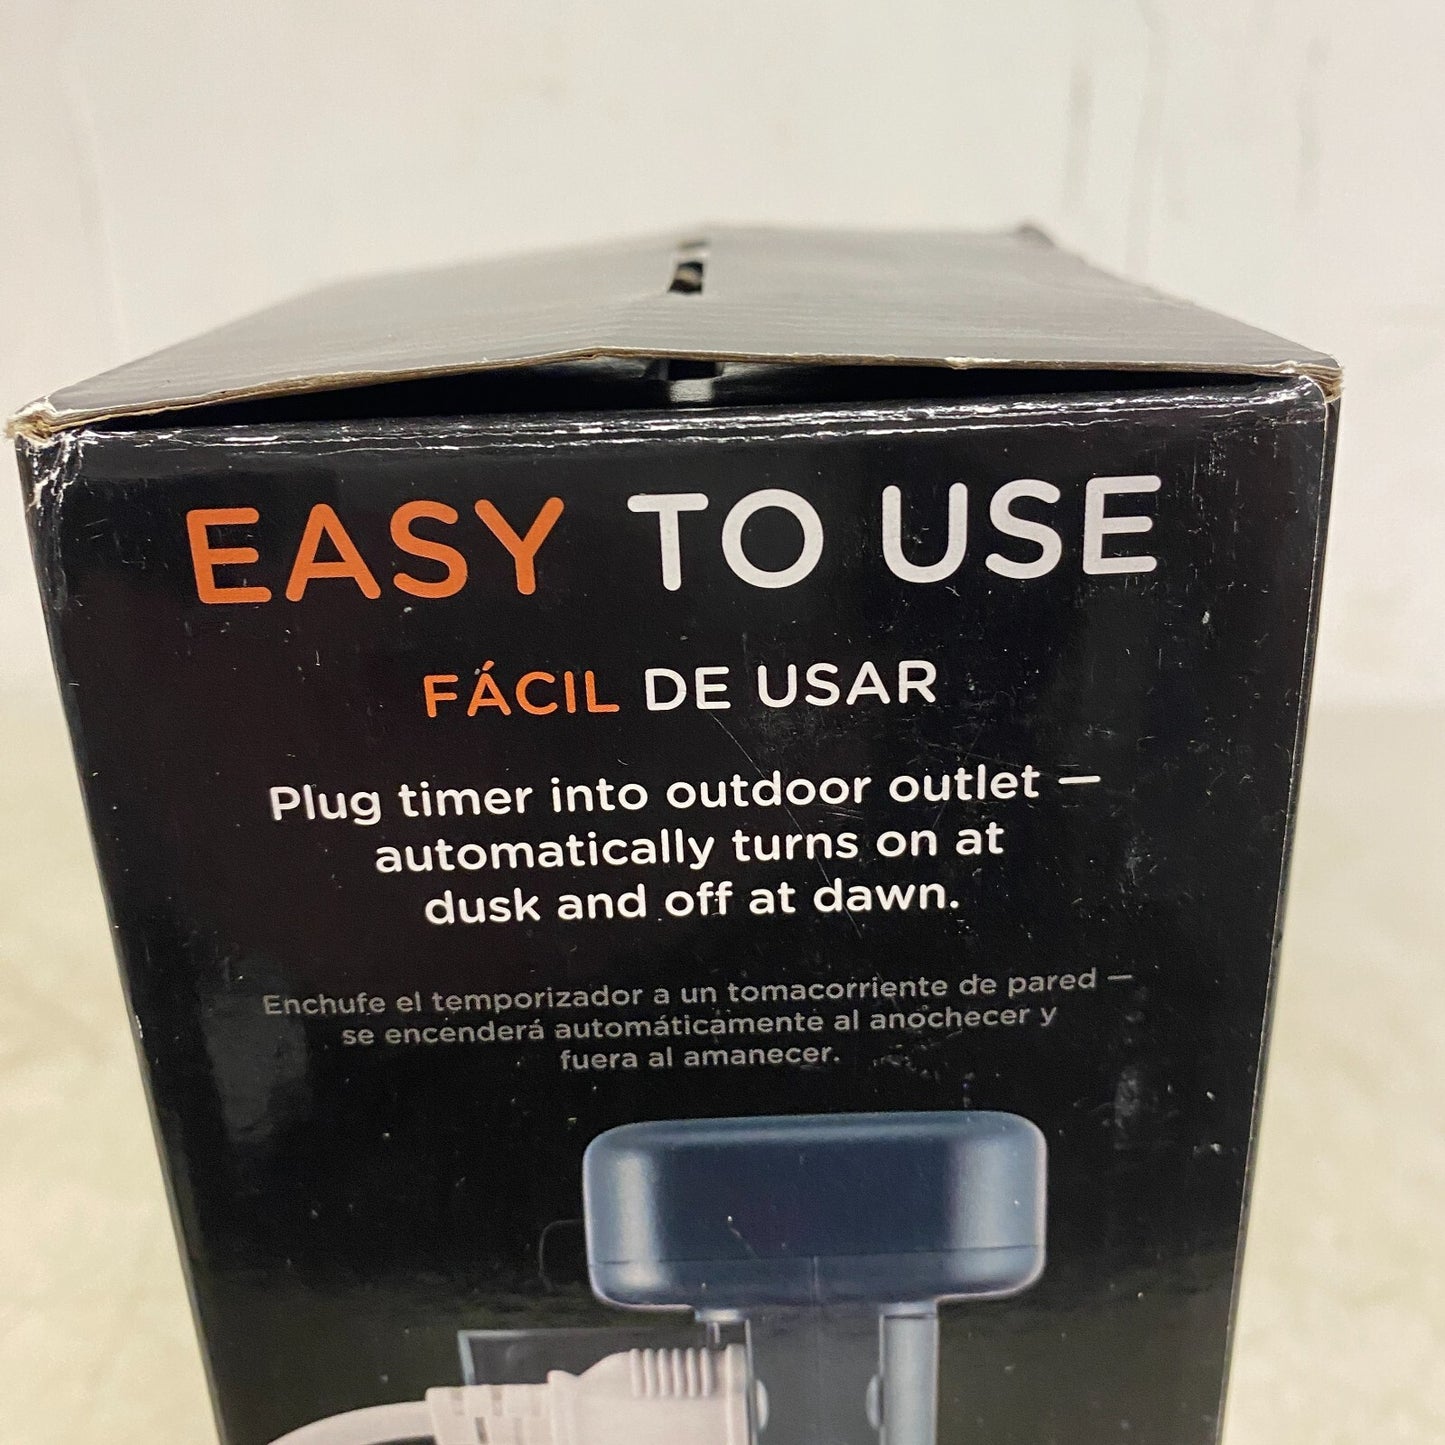 EASY TO USE
FÁCIL DE USAR
Plug timer into outdoor outlet —
automatically turns on at
dusk and off at dawn.
Enchufe el temporizador a un tomacorriente de pared —
se encenderá automáticamente al anochecer y
fuera al amanecer.